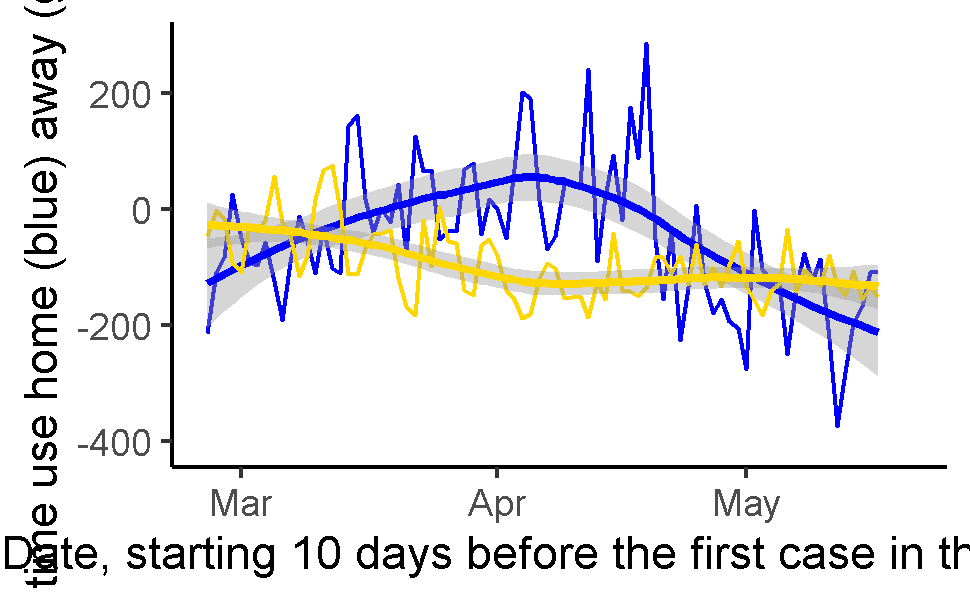 time use home (blue) away (
200
0
-200
-400
Mar Apr May
Date, starting 10 days before the first case in th